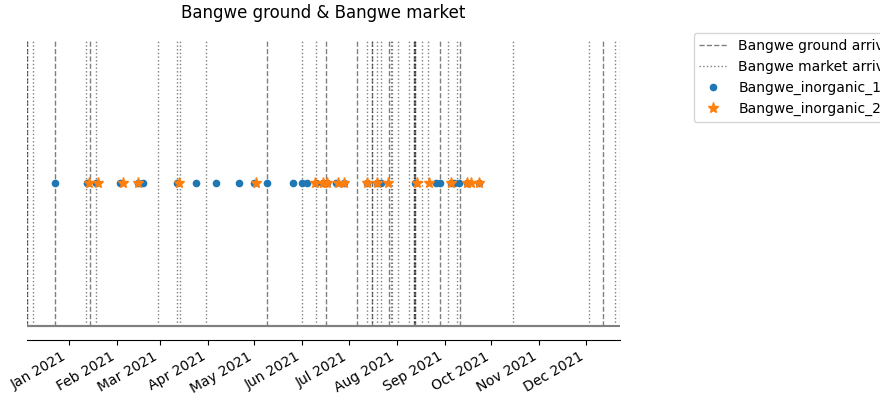 Bangwe ground & Bangwe market
Bangwe ground arriv
Bangwe market arriv
Bangwe_inorganic_1
Bangwe_inorganic_2
Jan 2021
Feb 2021
Mar 2021
Apr 2021
May 2021
Jun 2021
Jul 2021
Aug 2021
Sep 2021
Oct 2021
Nov 2021
Dec 2021